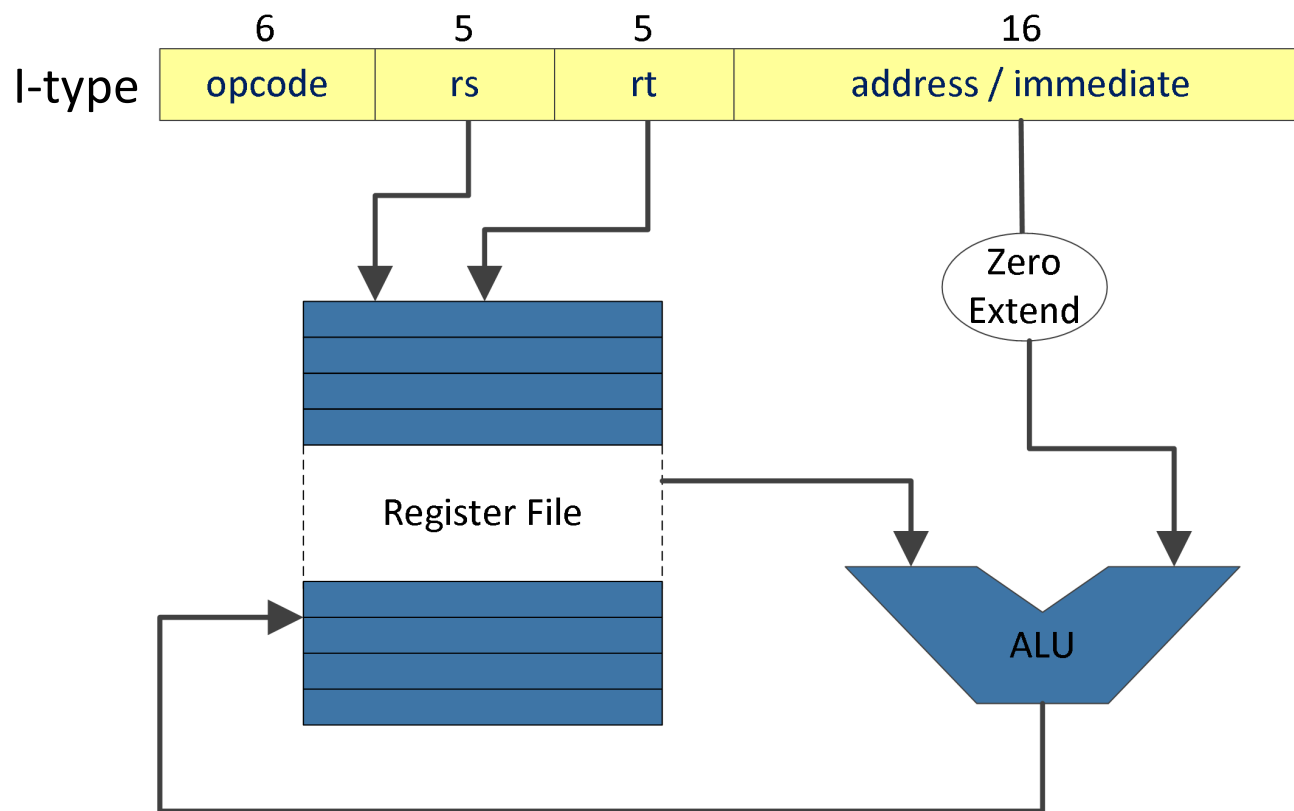 6 5 5 16
I-type opcode rs rt address / immediate
Zero
Extend
Register File
ALU